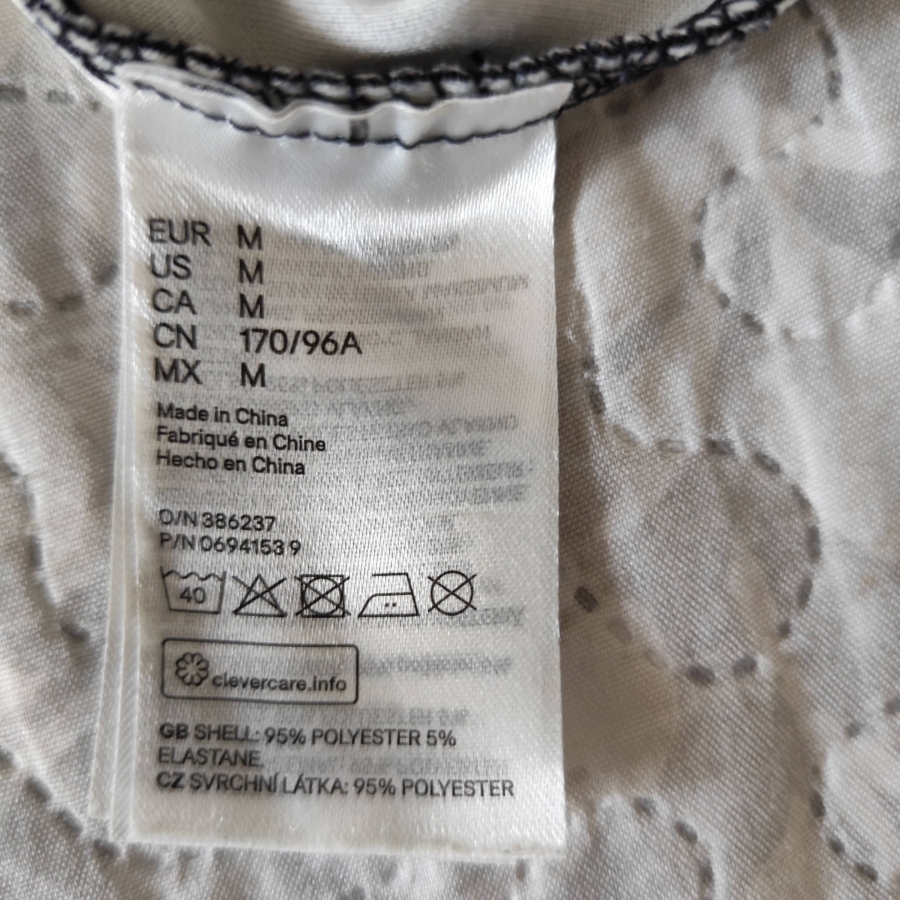 EUR M
US M
CA M
CN 170/96A
MX M
Made in China
Fabriqué en Chine
Hecho en China
O/N 386237
P/N 0694153 9
40
clevercare.info
GB SHELL: 95% POLYESTER 5%
ELASTANE.
CZ SVRCHNÍ LÁTKA: 95% POLYESTER